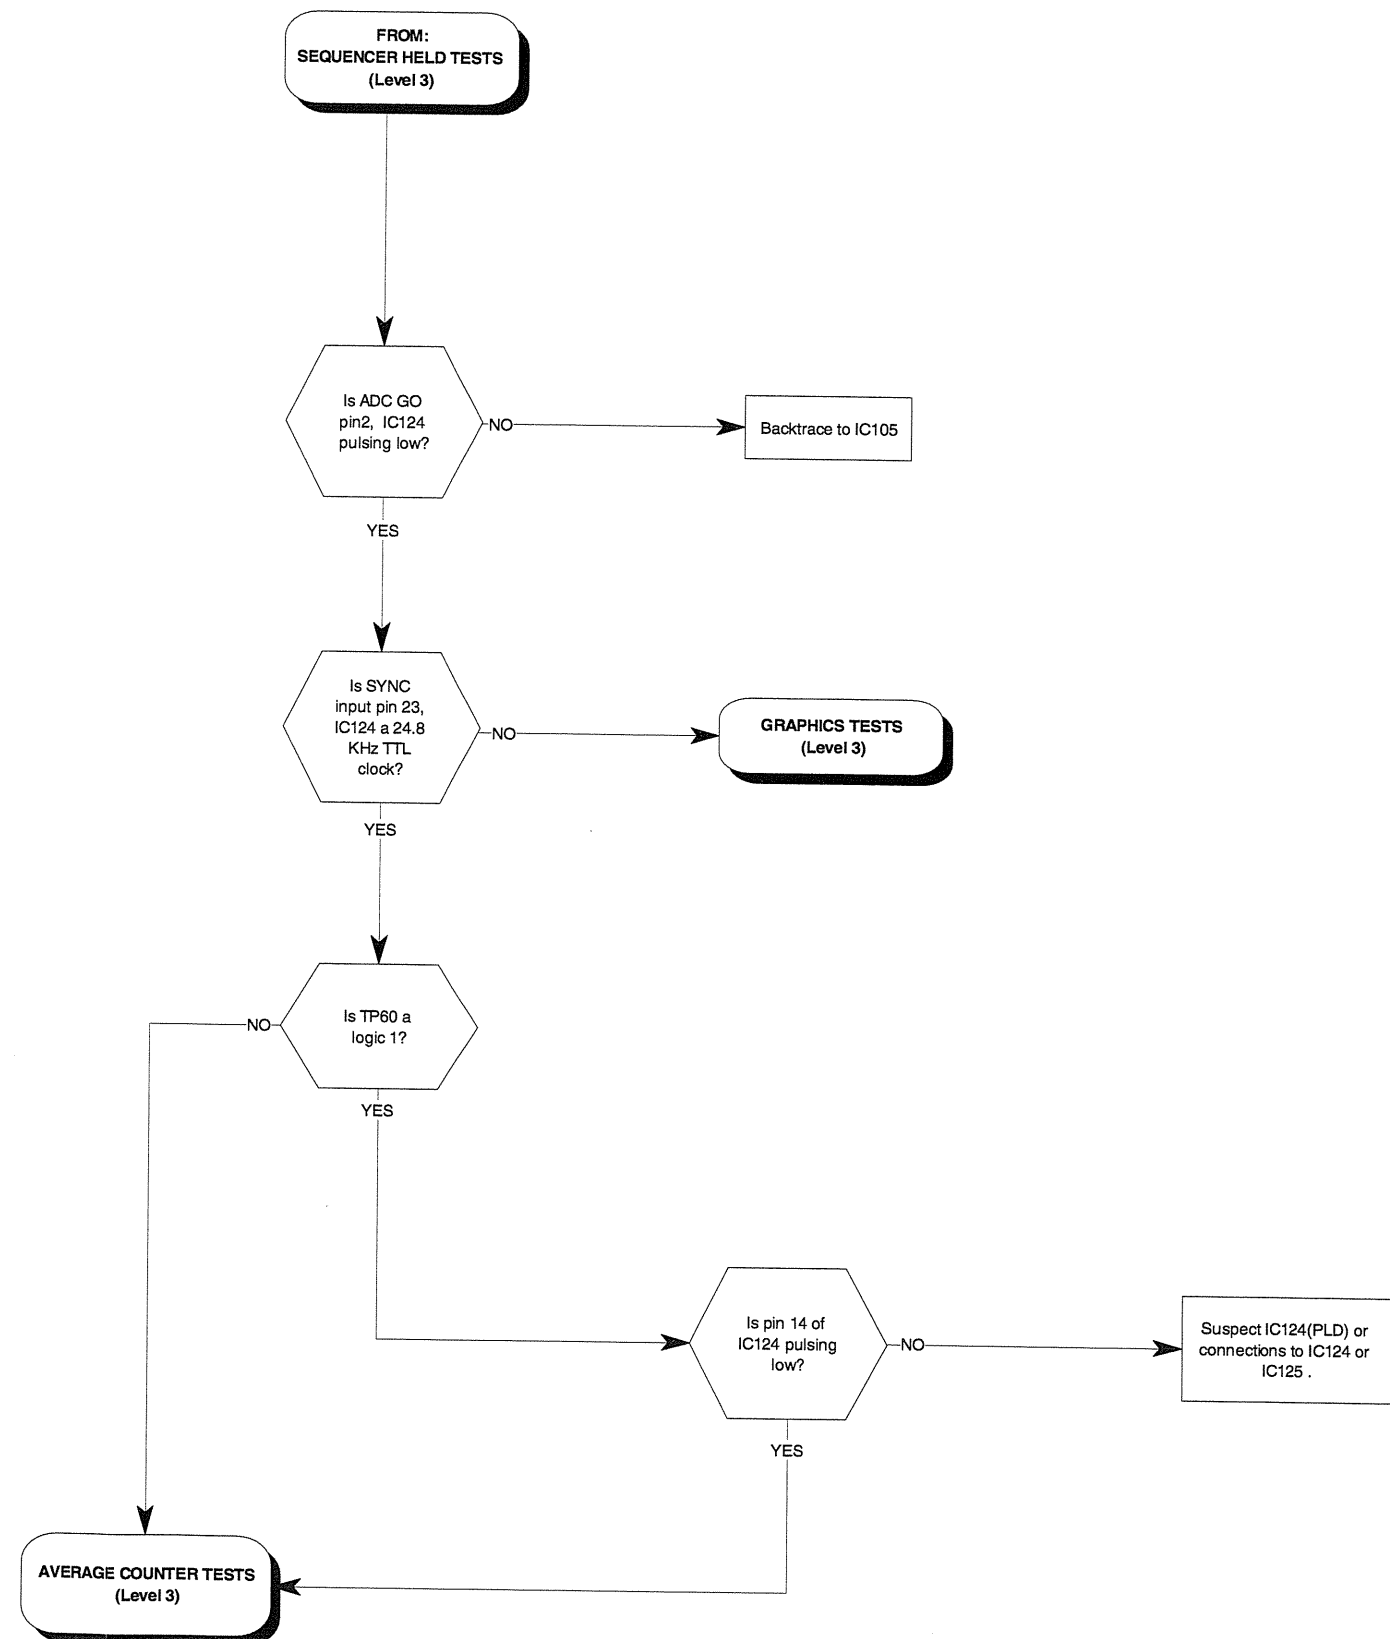 FROM:
SEQUENCER HELD TESTS
(Level 3)
Is ADC GO
pin2, IC124
pulsing low?
NO
Backtrace to IC105
YES
Is SYNC
input pin 23,
IC124 a 24.8
KHz TTL
clock?
NO
GRAPHICS TESTS
(Level 3)
YES
Is TP60 a
logic 1?
NO
YES
Is pin 14 of
IC124 pulsing
low?
NO
Suspect IC124(PLD) or
connections to IC124 or
IC125 .
YES
AVERAGE COUNTER TESTS
(Level 3)